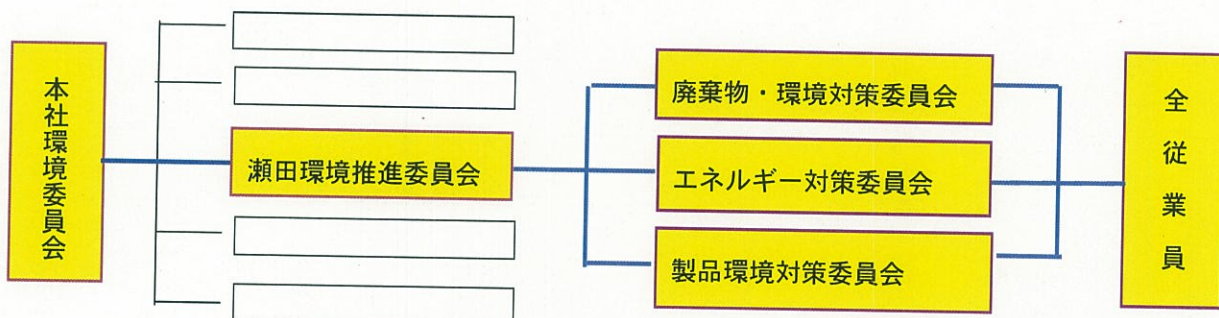 本社環境委員会
瀬田環境推進委員会
廃棄物・環境対策委員会
エネルギー対策委員会
製品環境対策委員会
全従業員